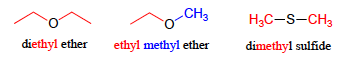 O
O
CH3
H3C–S–CH3
diethyl ether
ethyl methyl ether
dimethyl sulfide